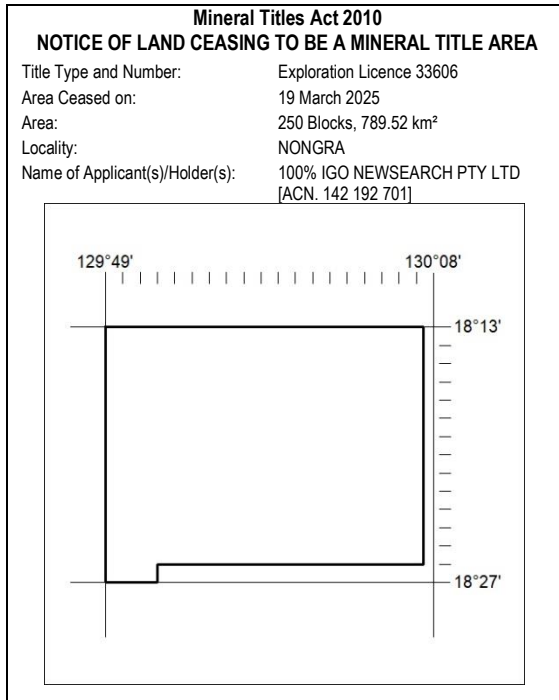 Mineral Titles Act 2010
NOTICE OF LAND CEASING TO BE A MINERAL TITLE AREA
Title Type and Number: Exploration Licence 33606
Area Ceased on: 19 March 2025
Area: 250 Blocks, 789.52 km²
Locality: NONGRA
Name of Applicant(s)/Holder(s): 100% IGO NEWSEARCH PTY LTD
[ACN. 142 192 701]
129°49' 130°08'
18°13'
18°27'